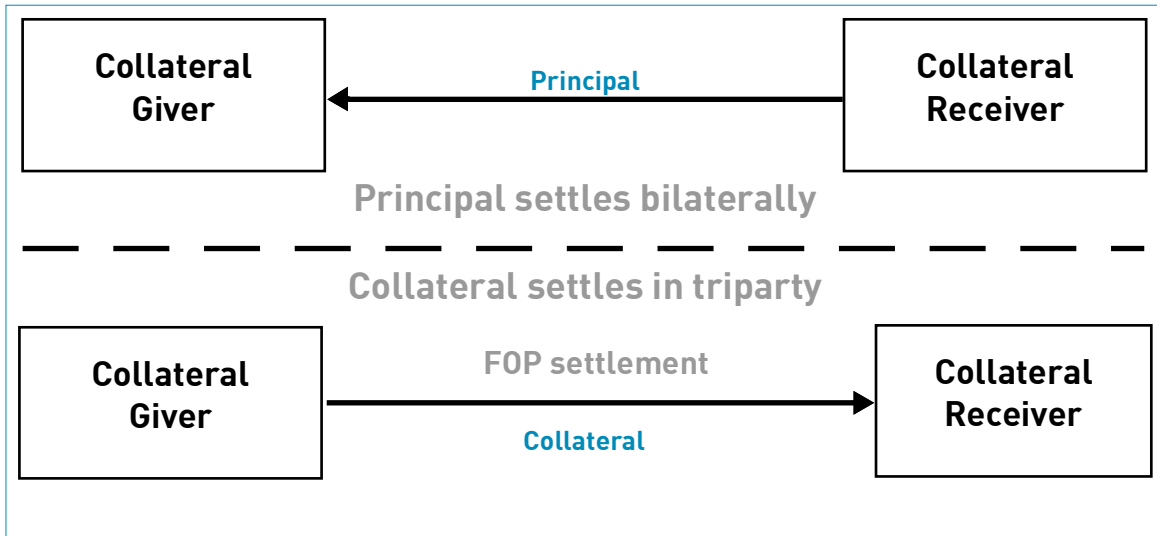 Collateral
Giver
Principal
Collateral
Receiver
Principal settles bilaterally
Collateral settles in triparty
Collateral
Giver
FOP settlement
Collateral
Collateral
Receiver